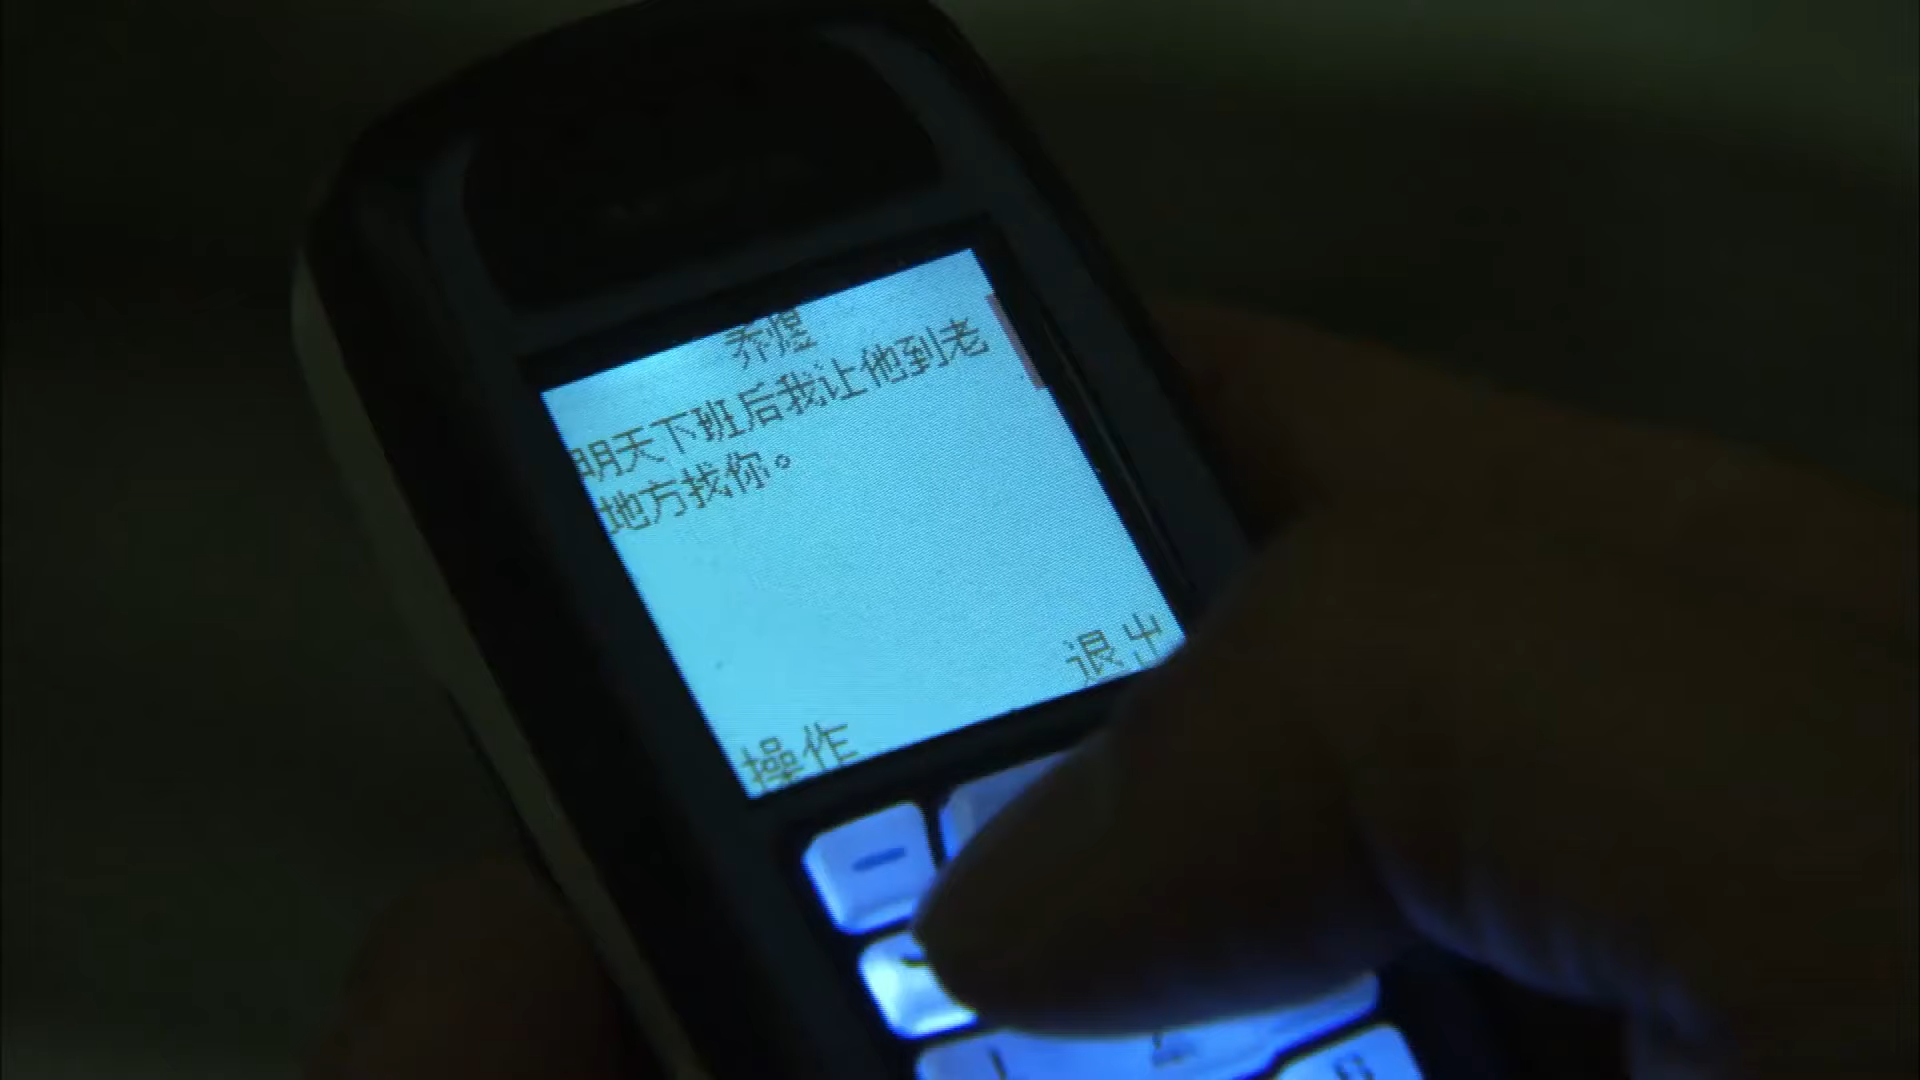 乔煜
明天下班后我让他到老
地方找你。
退出
操作